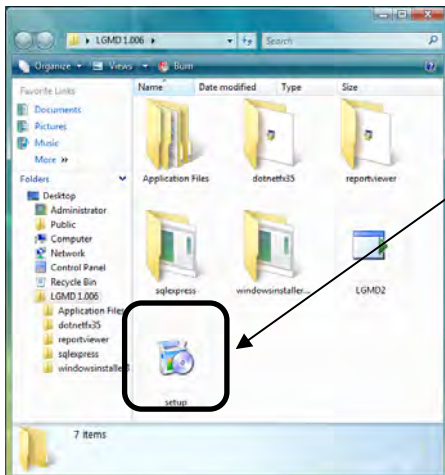 LGMD 1.006
Search
Organize
Views
Burn
Favorite Links
Documents
Pictures
Music
More »
Folders
Desktop
Administrator
Public
Computer
Network
Control Panel
Recycle Bin
LGMD 1.006
Application Files
dotnetfx35
reportviewer
sqlexpress
windowsinstaller3
Name Date modified Type Size
Application Files
dotnetfx35
reportviewer
sqlexpress
windowsinstaller...
LGMD2
setup
7 items